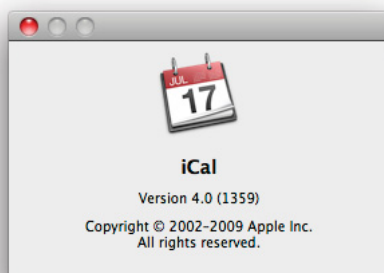 JUL
17
iCal
Version 4.0 (1359)
Copyright © 2002-2009 Apple Inc.
All rights reserved.